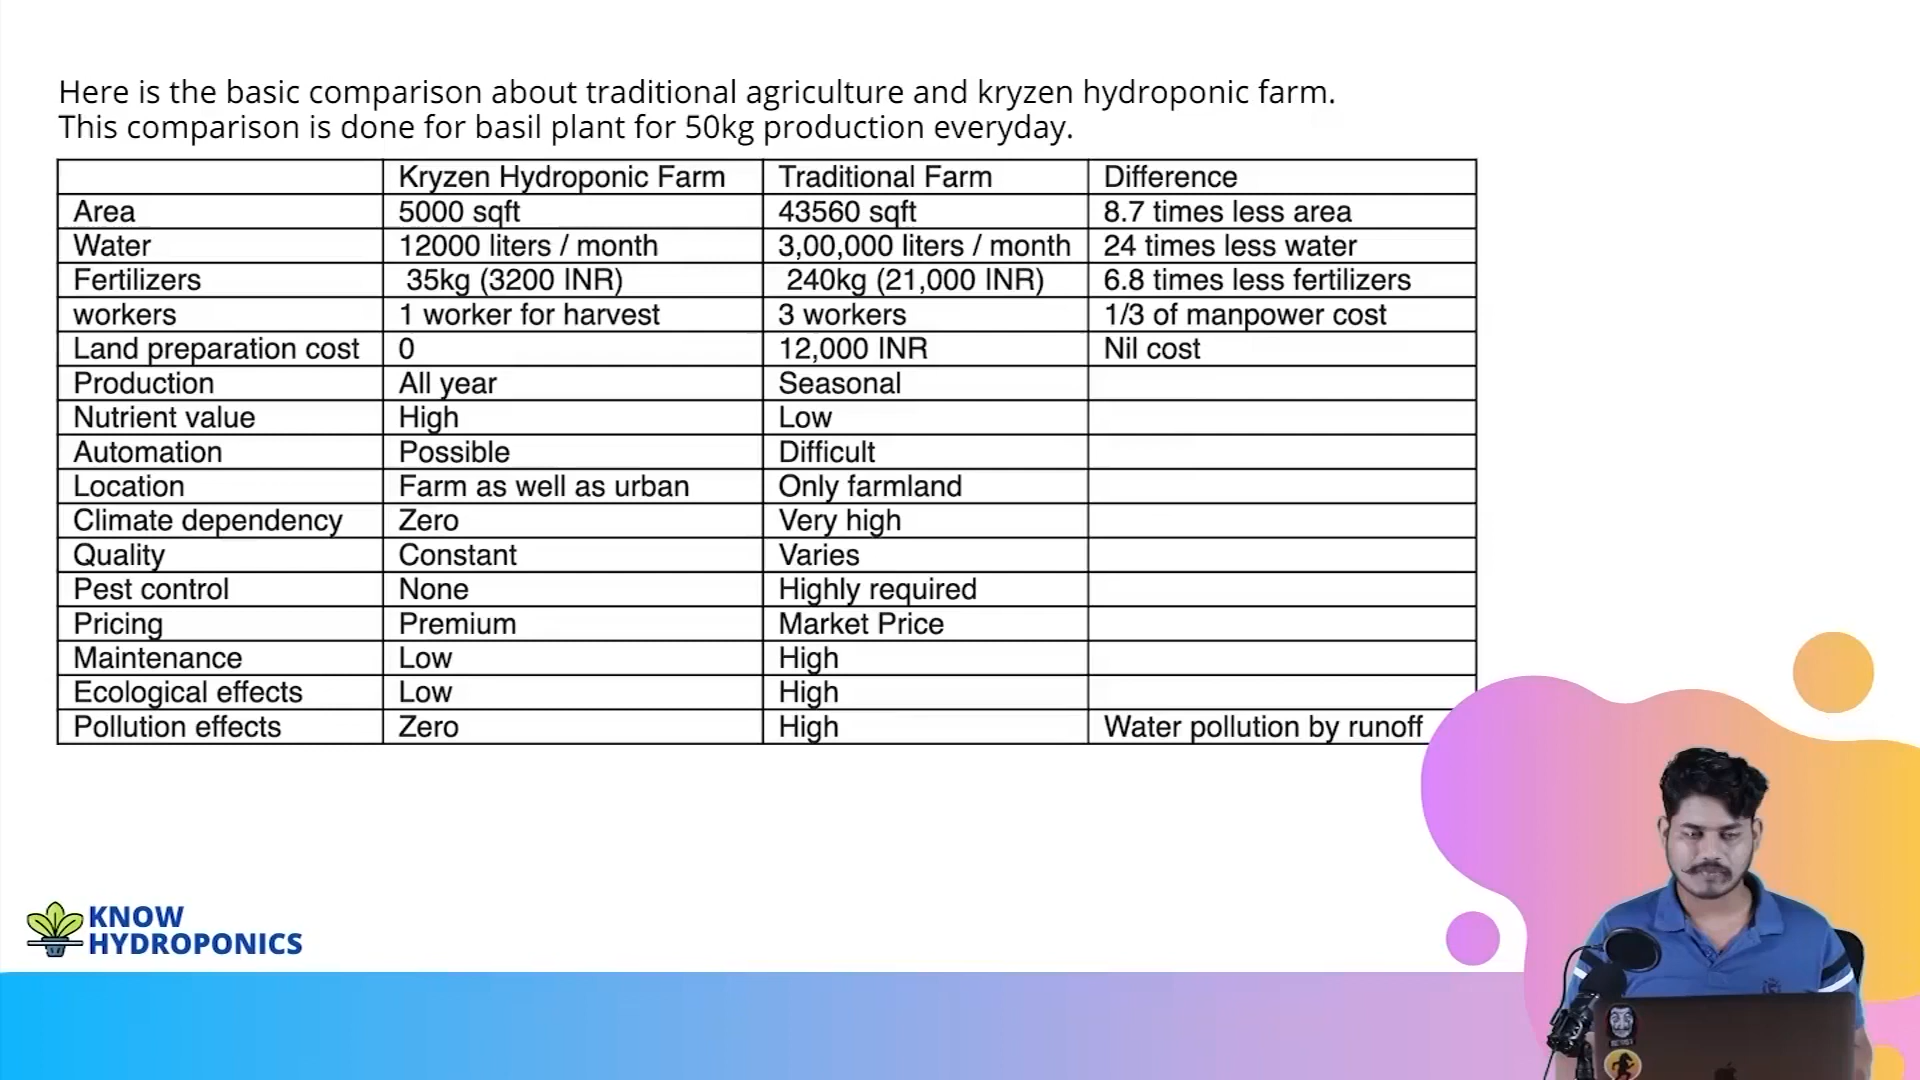 Here is the basic comparison about traditional agriculture and kryzen hydroponic farm.
This comparison is done for basil plant for 50kg production everyday.
Kryzen Hydroponic Farm Traditional Farm Difference
Area 5000 sqft 43560 sqft 8.7 times less area
Water 12000 liters / month 3,00,000 liters / month 24 times less water
Fertilizers 35kg (3200 INR) 240kg (21,000 INR) 6.8 times less fertilizers
workers 1 worker for harvest 3 workers 1/3 of manpower cost
Land preparation cost 0 12,000 INR Nil cost
Production All year Seasonal
Nutrient value High Low
Automation Possible Difficult
Location Farm as well as urban Only farmland
Climate dependency Zero Very high
Quality Constant Varies
Pest control None Highly required
Pricing Premium Market Price
Maintenance Low High
Ecological effects Low High
Pollution effects Zero High Water pollution by runoff
KNOW
HYDROPONICS